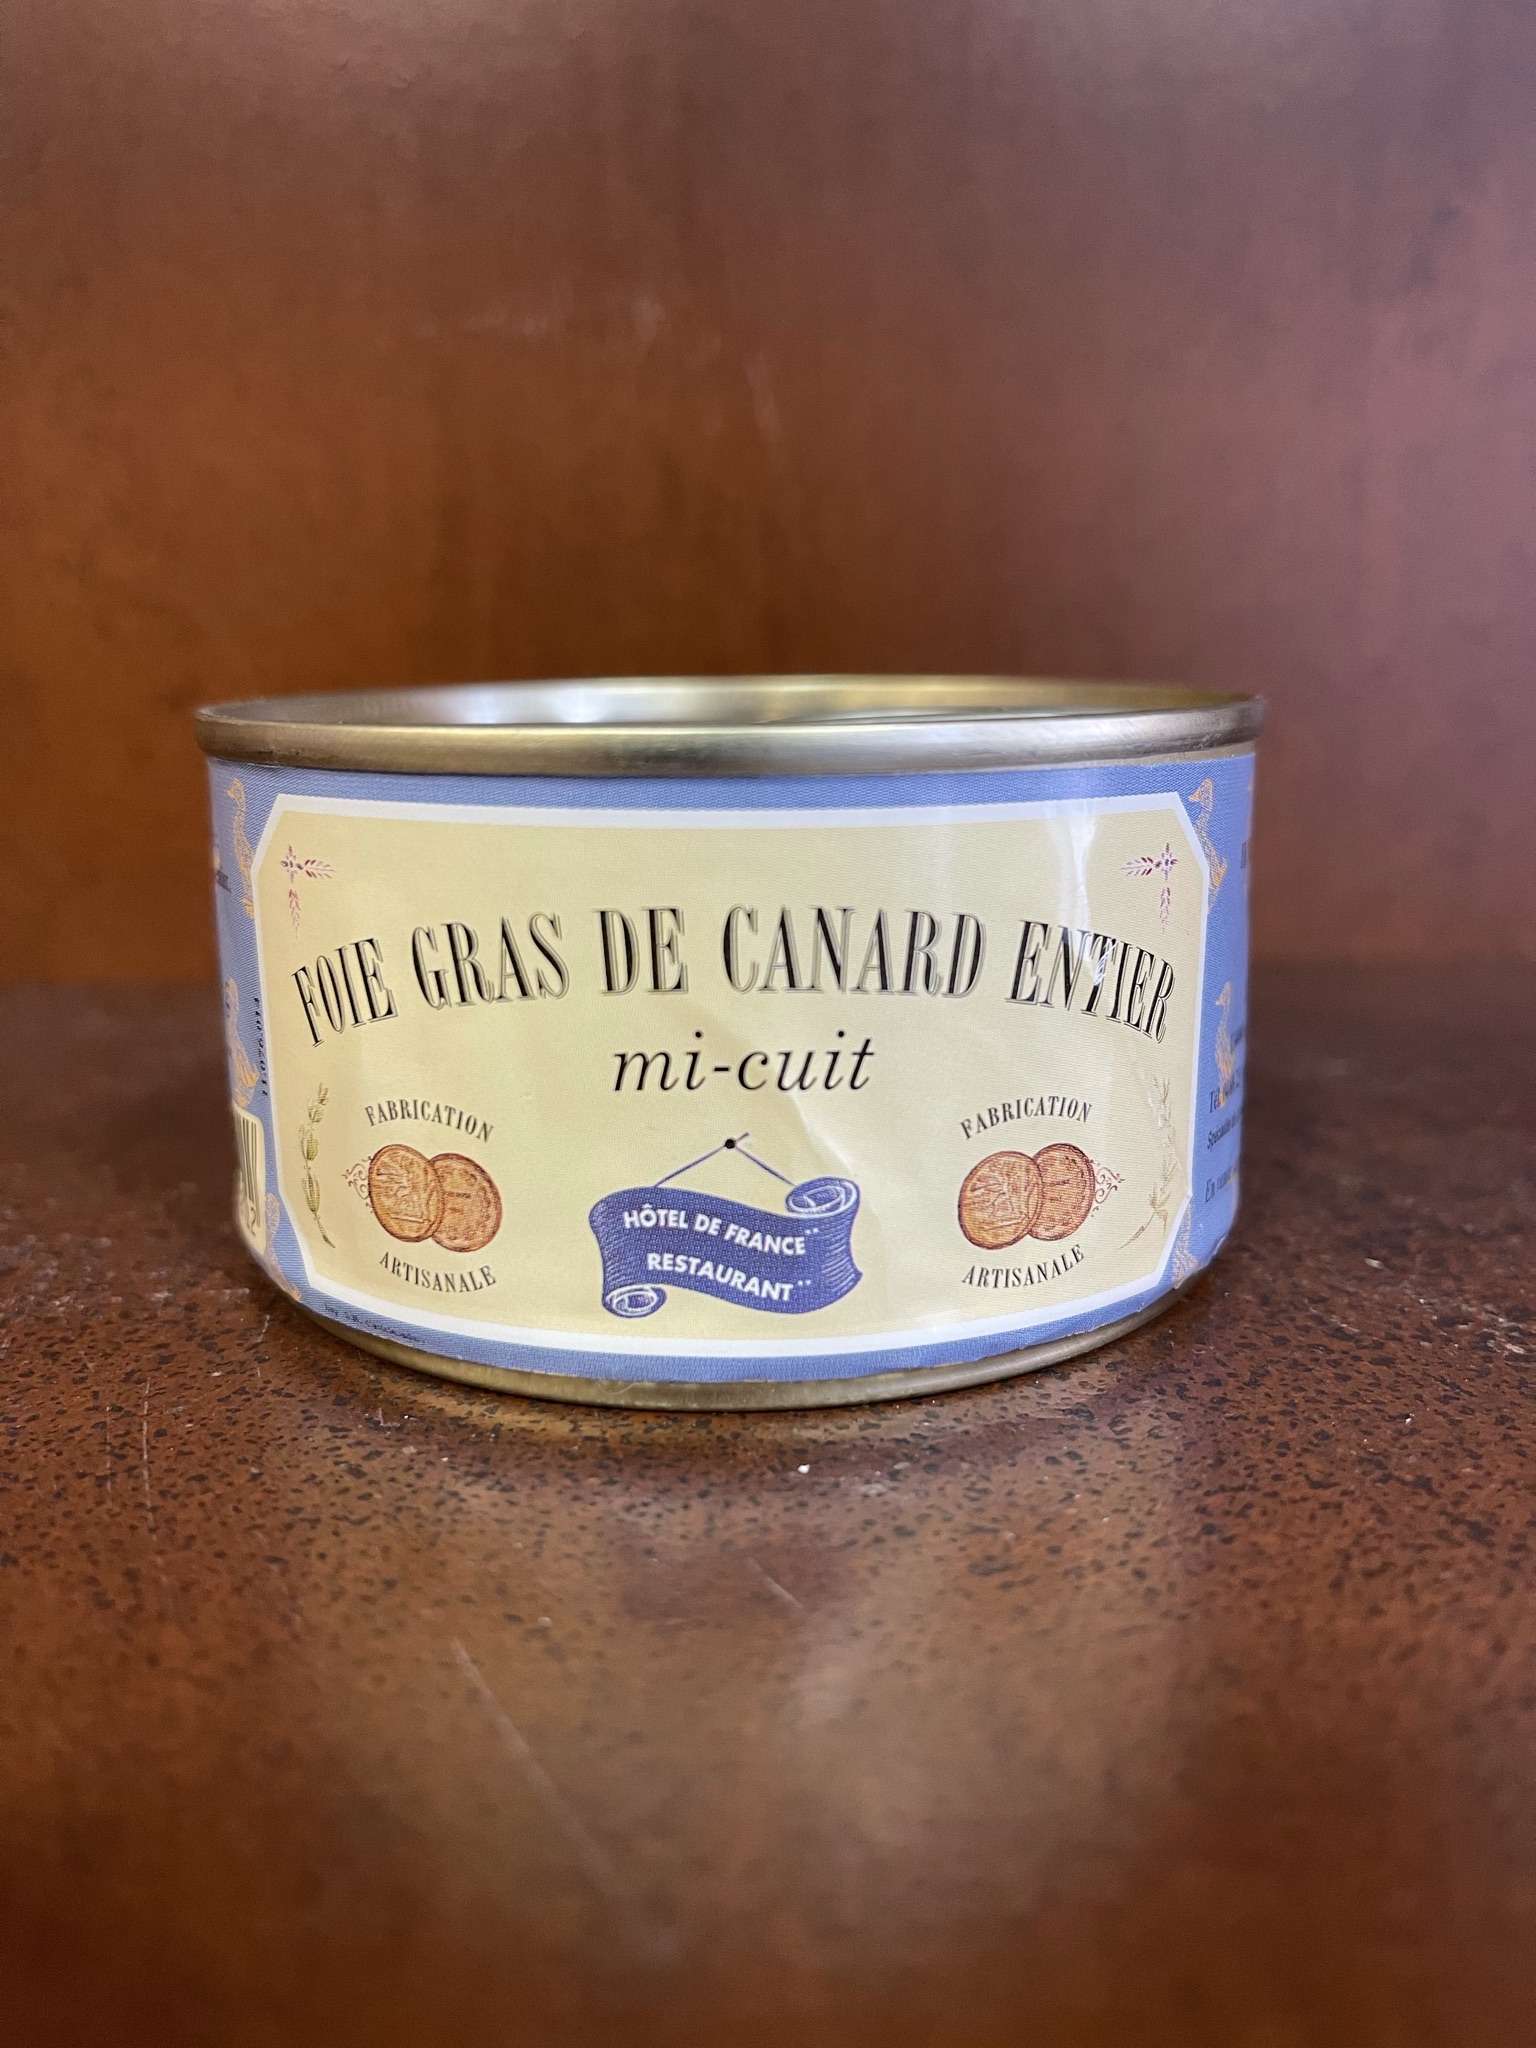 FOIE GRAS DE CANARD ENTIER
mi-cuit
FABRICATION
ARTISANALE
HÔTEL DE FRANCE**
RESTAURANT**
FABRICATION
ARTISANALE